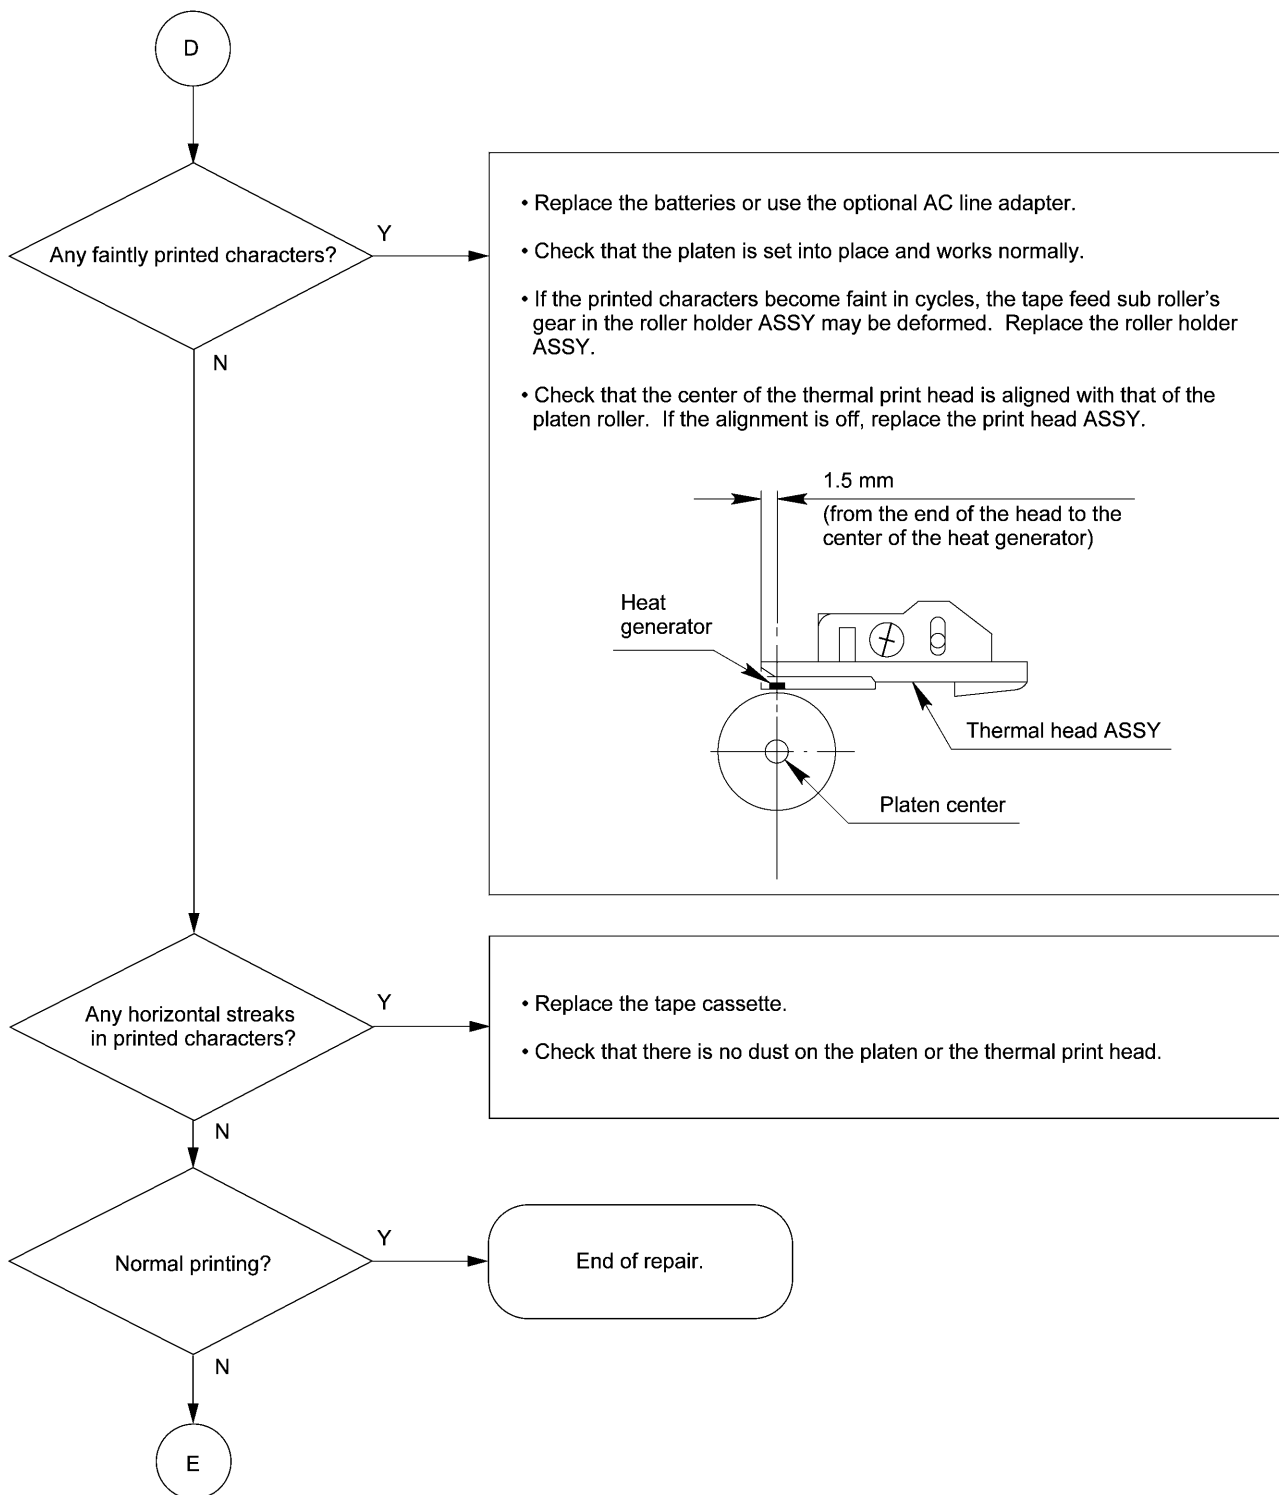 D
Any faintly printed characters?
Y
N
• Replace the batteries or use the optional AC line adapter.
• Check that the platen is set into place and works normally.
• If the printed characters become faint in cycles, the tape feed sub roller's
gear in the roller holder ASSY may be deformed.  Replace the roller holder
ASSY.
• Check that the center of the thermal print head is aligned with that of the
platen roller.  If the alignment is off, replace the print head ASSY.
1.5 mm
(from the end of the head to the
center of the heat generator)
Heat
generator
Thermal head ASSY
Platen center
Any horizontal streaks
in printed characters?
Y
N
• Replace the tape cassette.
• Check that there is no dust on the platen or the thermal print head.
Normal printing?
Y
N
End of repair.
E